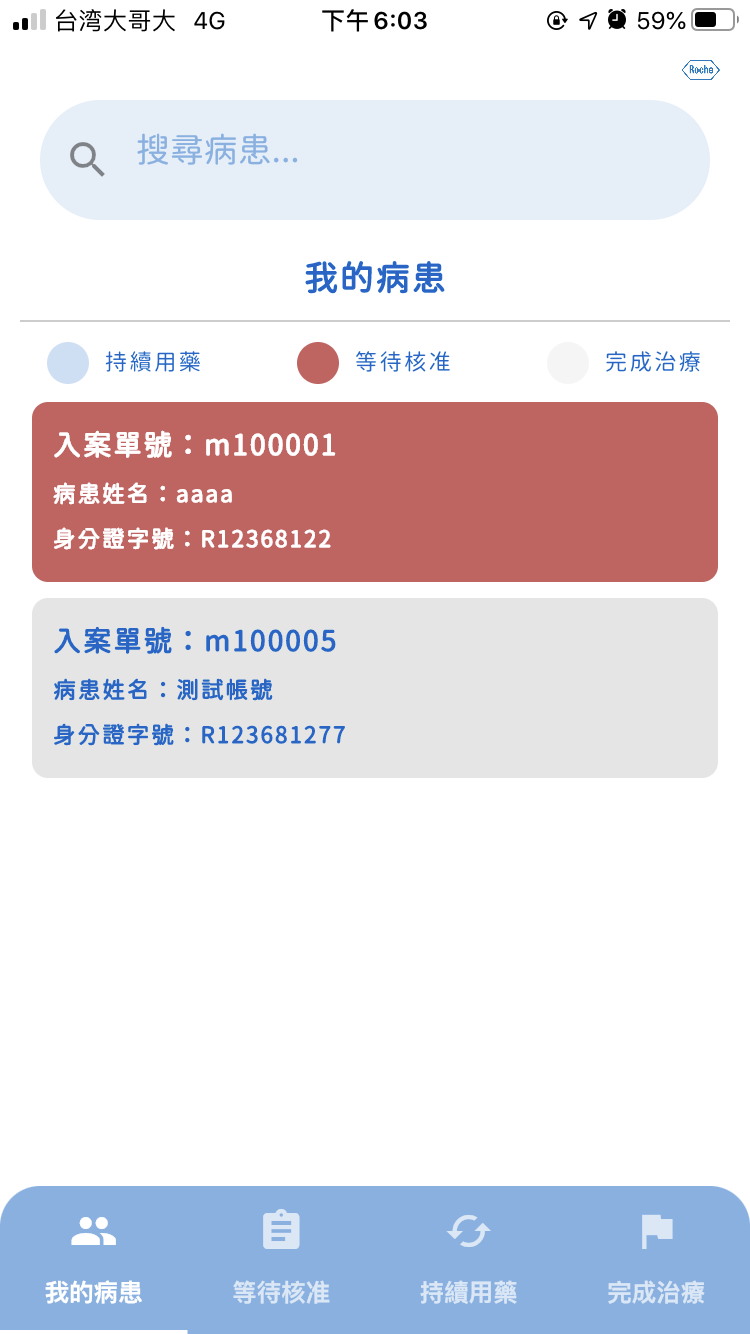 台湾大哥大 4G 下午6:03 59%
Roche
搜尋病患...
我的病患
持續用藥 等待核准 完成治療
入案單號：m100001
病患姓名：aaaa
身分證字號：R12368122
入案單號：m100005
病患姓名：測試帳號
身分證字號：R123681277
我的病患 等待核准 持續用藥 完成治療